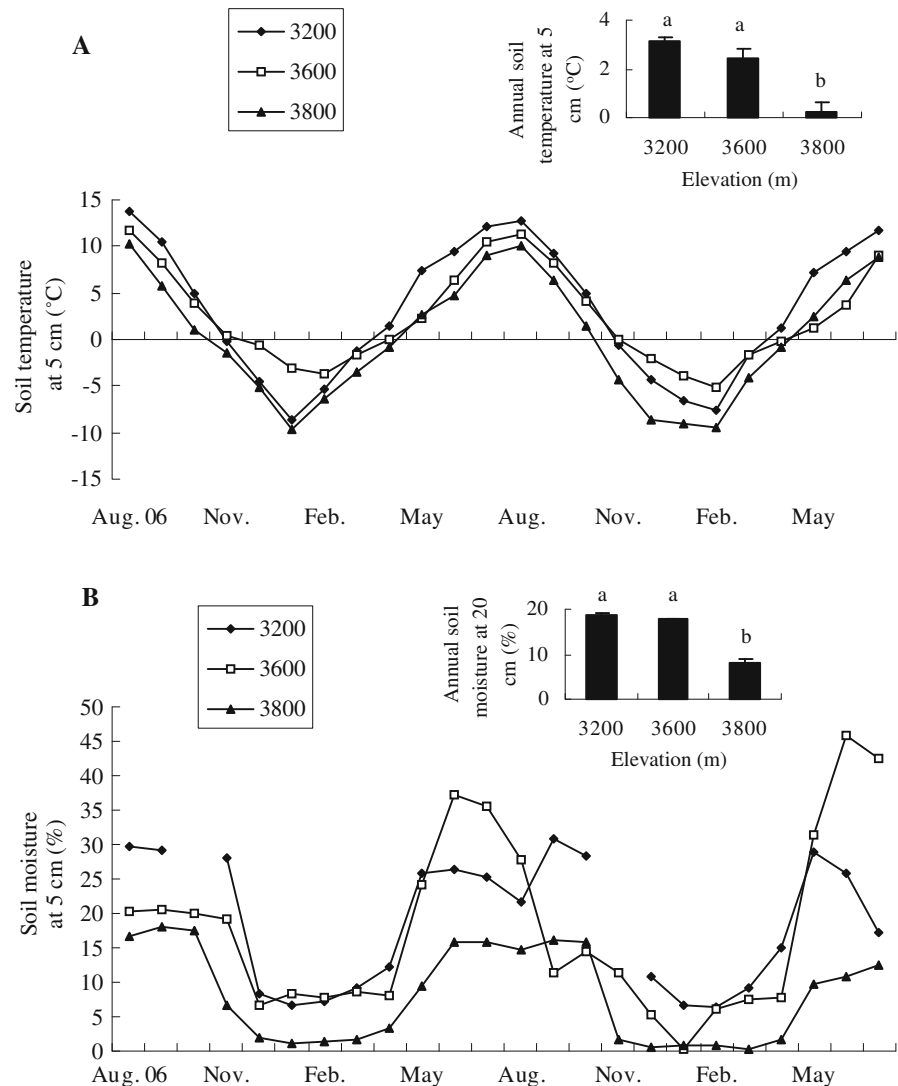 A
3200
3600
3800
Annual soil
temperature at 5
cm (°C)
4
2
0
a
a
b
3200 3600 3800
Elevation (m)
Soil temperature
at 5 cm (°C)
15
10
5
0
-5
-10
-15
Aug. 06 Nov. Feb. May Aug. Nov. Feb. May
B
3200
3600
3800
Annual soil
moisture at 20
cm (%)
20
10
0
a
a
b
3200 3600 3800
Elevation (m)
Soil moisture
at 5 cm (%)
50
45
40
35
30
25
20
15
10
5
0
Aug. 06 Nov. Feb. May Aug. Nov. Feb. May